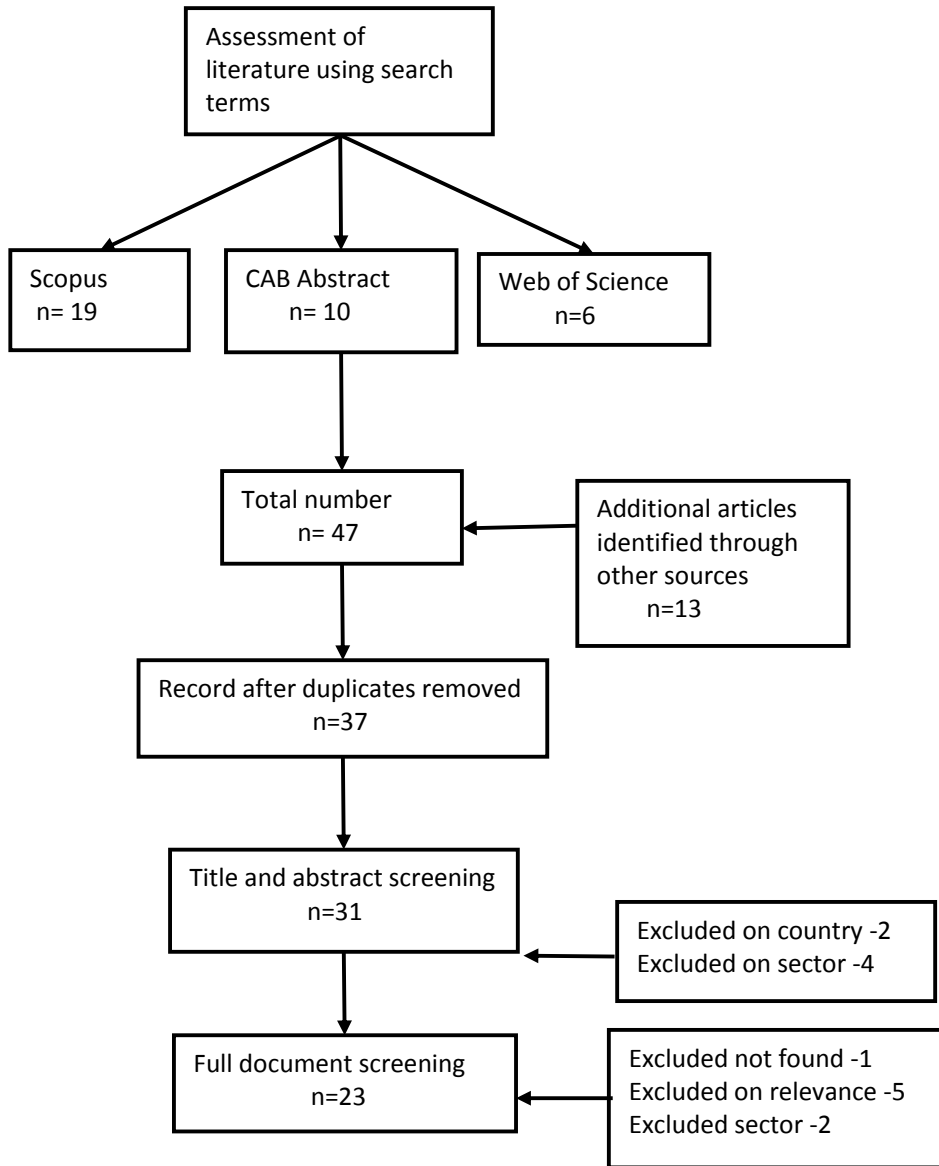 Assessment of
literature using search
terms
Scopus
n= 19
CAB Abstract
n= 10
Web of Science
n=6
Total number
n= 47
Additional articles
identified through
other sources
n=13
Record after duplicates removed
n=37
Title and abstract screening
n=31
Excluded on country -2
Excluded on sector -4
Full document screening
n=23
Excluded not found -1
Excluded on relevance -5
Excluded sector -2